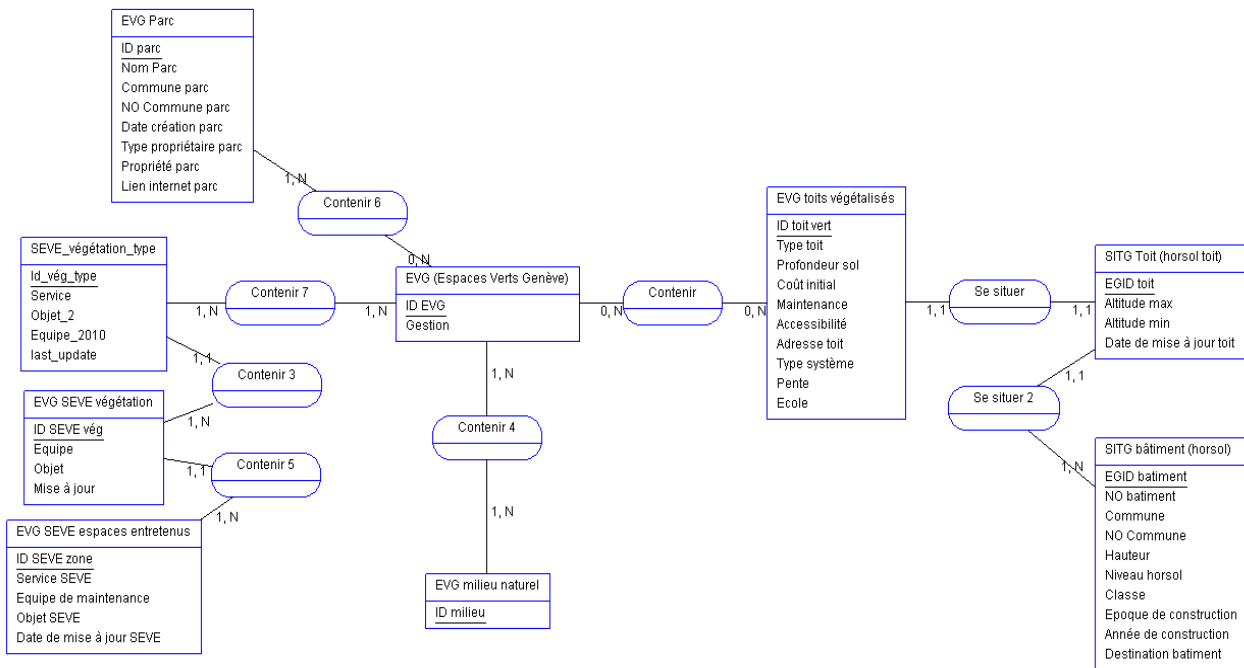 EVG Parc
ID parc
Nom Parc
Commune parc
NO Commune parc
Date création parc
Type propriétaire parc
Propriété parc
Lien internet parc
1, N
Contenir 6
0, N
SEVE_végétation_type
Id_vég_type
Service
Objet_2
Equipe_2010
last_update
1, N
Contenir 7
1, N
EVG (Espaces Verts Genève)
ID EVG
Gestion
0, N
Contenir
0, N
EVG toits végétalisés
ID toit vert
Type toit
Profondeur sol
Coût initial
Maintenance
Accessibilité
Adresse toit
Type système
Pente
Ecole
1, 1
Se situer
1, 1
SITG Toit (horsol toit)
EGID toit
Altitude max
Altitude min
Date de mise à jour toit
1, 1
Se situer 2
1, N
SITG bâtiment (horsol)
EGID batiment
NO batiment
Commune
NO Commune
Hauteur
Niveau horsol
Classe
Epoque de construction
Année de construction
Destination batiment
1, 1
Contenir 3
1, N
EVG SEVE végétation
ID SEVE vég
Equipe
Objet
Mise à jour
1, 1
Contenir 5
1, N
EVG SEVE espaces entretenus
ID SEVE zone
Service SEVE
Equipe de maintenance
Objet SEVE
Date de mise à jour SEVE
1, N
Contenir 4
1, N
EVG milieu naturel
ID milieu